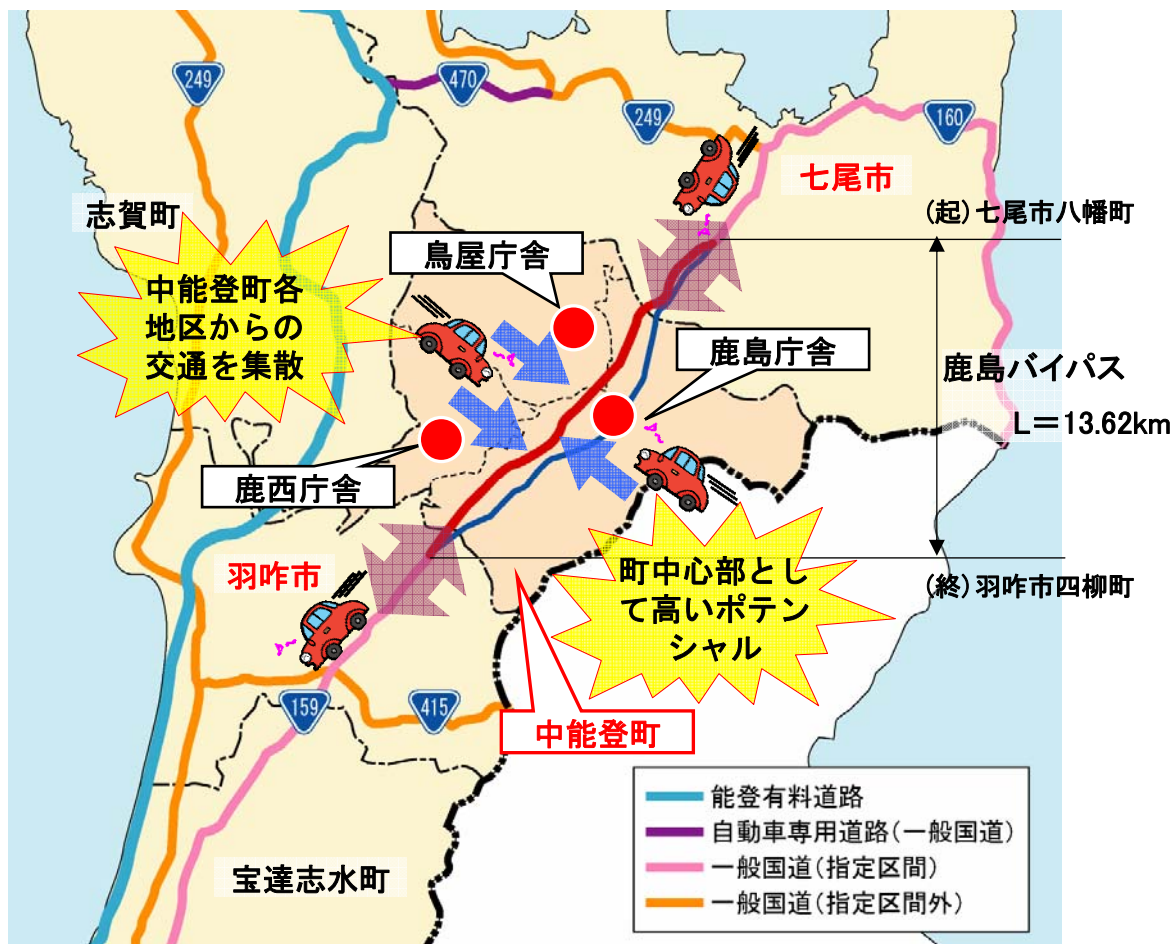 249
470
249
160
七尾市
志賀町
(起)七尾市八幡町
鳥屋庁舎
中能登町各
地区からの
交通を集散
鹿島庁舎
鹿島バイパス
L=13.62km
鹿西庁舎
羽咋市
町中心部とし
て高いポテン
シャル
(終)羽咋市四柳町
159
415
中能登町
宝達志水町
能登有料道路
自動車専用道路(一般国道)
一般国道(指定区間)
一般国道(指定区間外)